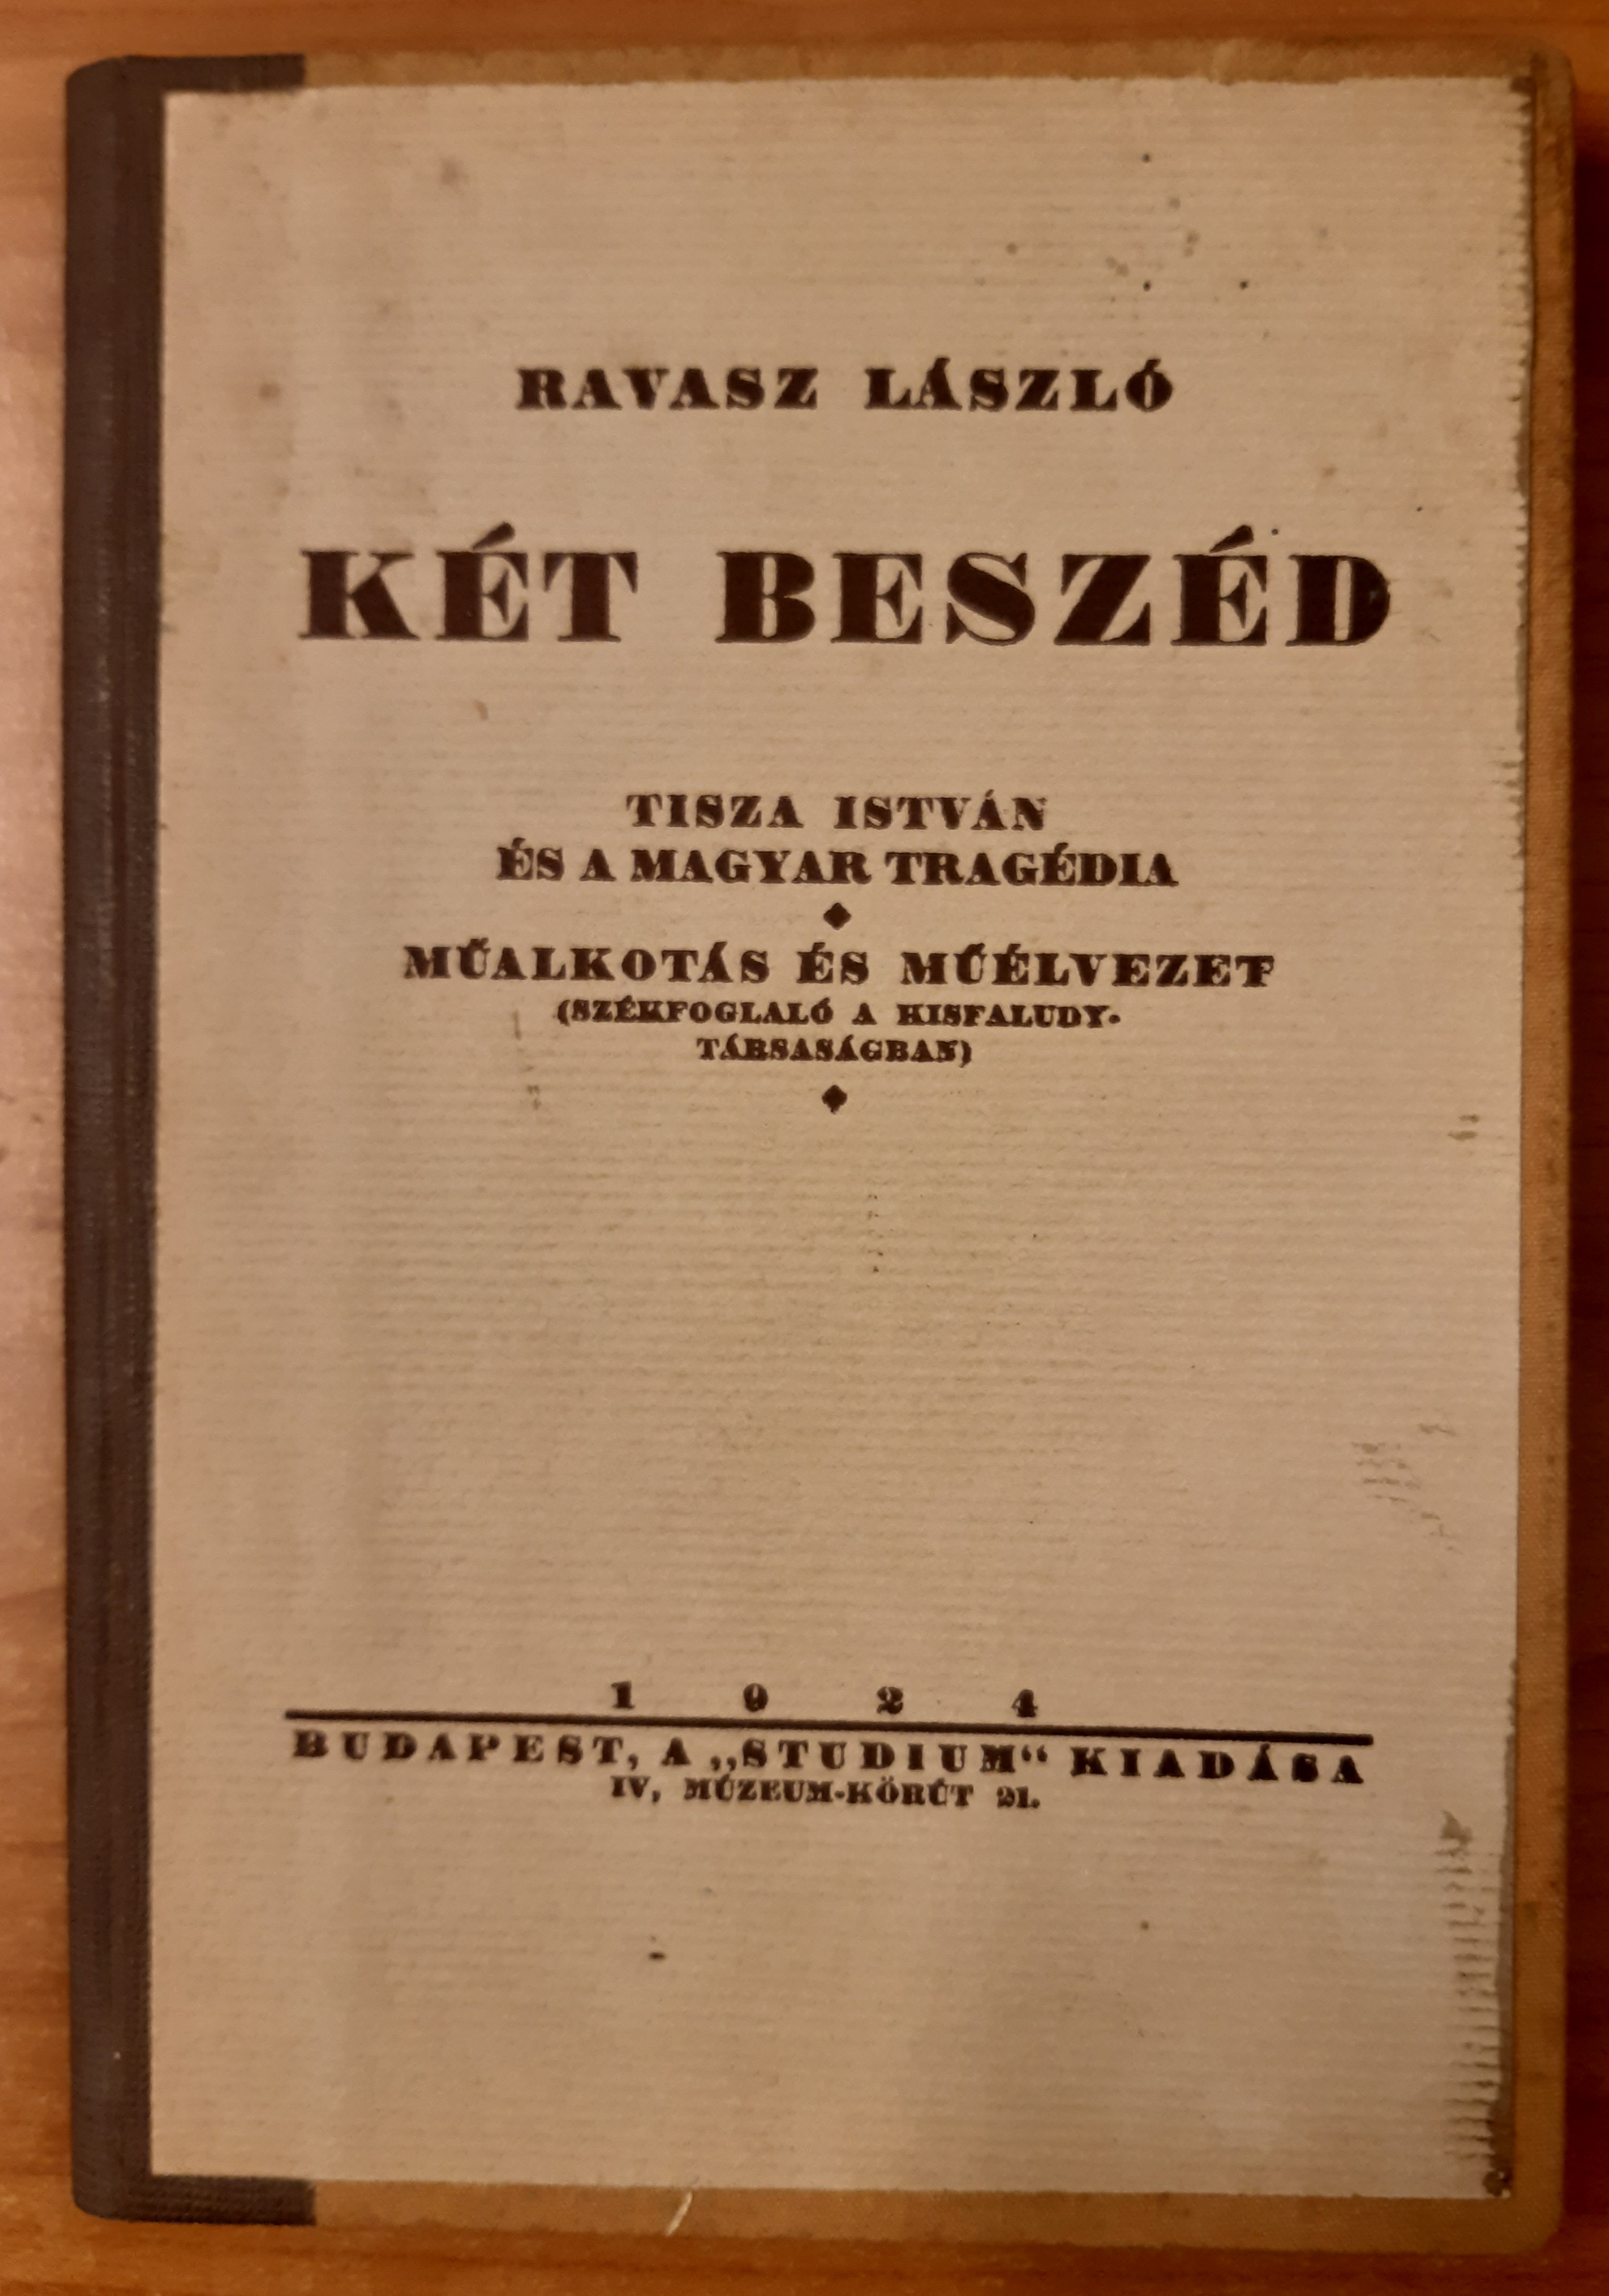 RAVASZ LÁSZLÓ
KÉT BESZÉD
TISZA ISTVÁN
ÉS A MAGYAR TRAGÉDIA
MŰALKOTÁS ÉS MŰÉLVEZET
(SZÉKFOGLALÓ A KISFALUDY-
TÁRSASÁGBAN)
1924
BUDAPEST, A „STUDIUM“ KIADÁSA
IV, MÚZEUM-KÖRÚT 21.